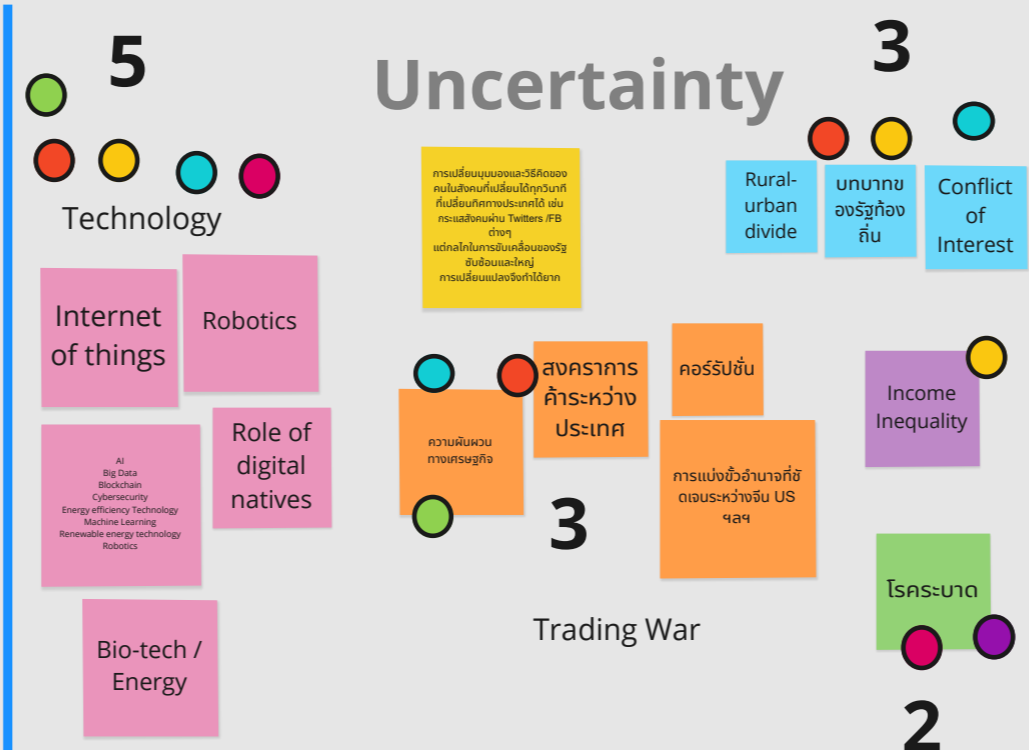 Uncertainty
5
Technology
Internet
of things
Robotics
AI
Big Data
Blockchain
Cybersecurity
Energy efficiency Technology
Machine Learning
Renewable energy technology
Robotics
Role of
digital
natives
Bio-tech /
Energy
การเปลี่ยนมุมมองและวิธีคิดของ
คนในสังคมที่เปลี่ยนได้ทุกวินาที
ที่เปลี่ยนทิศทางประเทศได้ เช่น
กระแสสังคมผ่าน Twitters /FB
ต่างๆ
แต่กลไกในการขับเคลื่อนของรัฐ
ซับซ้อนและใหญ่
การเปลี่ยนแปลงจึงทำได้ยาก
ความผันผวน
ทางเศรษฐกิจ
สงคราการ
ค้าระหว่าง
ประเทศ
คอร์รัปชั่น
การแบ่งขั้วอำนาจที่ชั
ดเจนระหว่างจีน US
ฯลฯ
3
Trading War
3
Rural-
urban
divide
บทบาทข
องรัฐท้อง
ถิ่น
Conflict
of
Interest
Income
Inequality
โรคระบาด
2